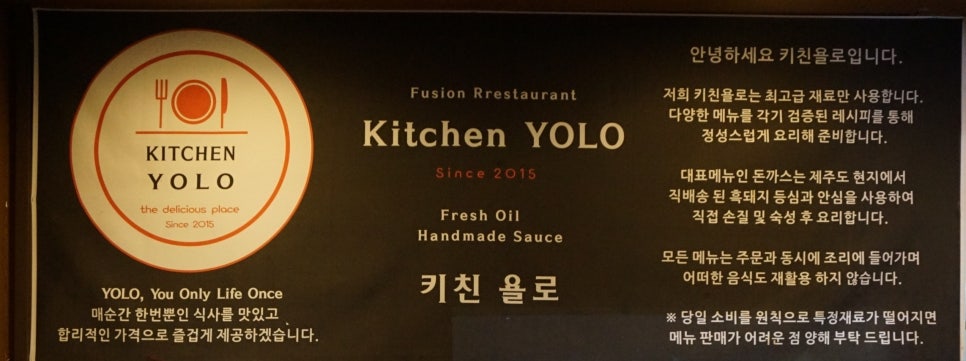 KITCHEN
YOLO
the delicious place
Since 2015
YOLO, You Only Life Once
매순간 한번뿐인 식사를 맛있고
합리적인 가격으로 즐겁게 제공하겠습니다.
Fusion Rrestaurant
Kitchen YOLO
Since 2015
Fresh Oil
Handmade Sauce
키친 욜로
안녕하세요 키친욜로입니다.
저희 키친욜로는 최고급 재료만 사용합니다.
다양한 메뉴를 각기 검증된 레시피를 통해
정성스럽게 요리해 준비합니다.
대표메뉴인 돈까스는 제주도 현지에서
직배송 된 흑돼지 등심과 안심을 사용하여
직접 손질 및 숙성 후 요리합니다.
모든 메뉴는 주문과 동시에 조리에 들어가며
어떠한 음식도 재활용 하지 않습니다.
※ 당일 소비를 원칙으로 특정재료가 떨어지면
메뉴 판매가 어려운 점 양해 부탁 드립니다.